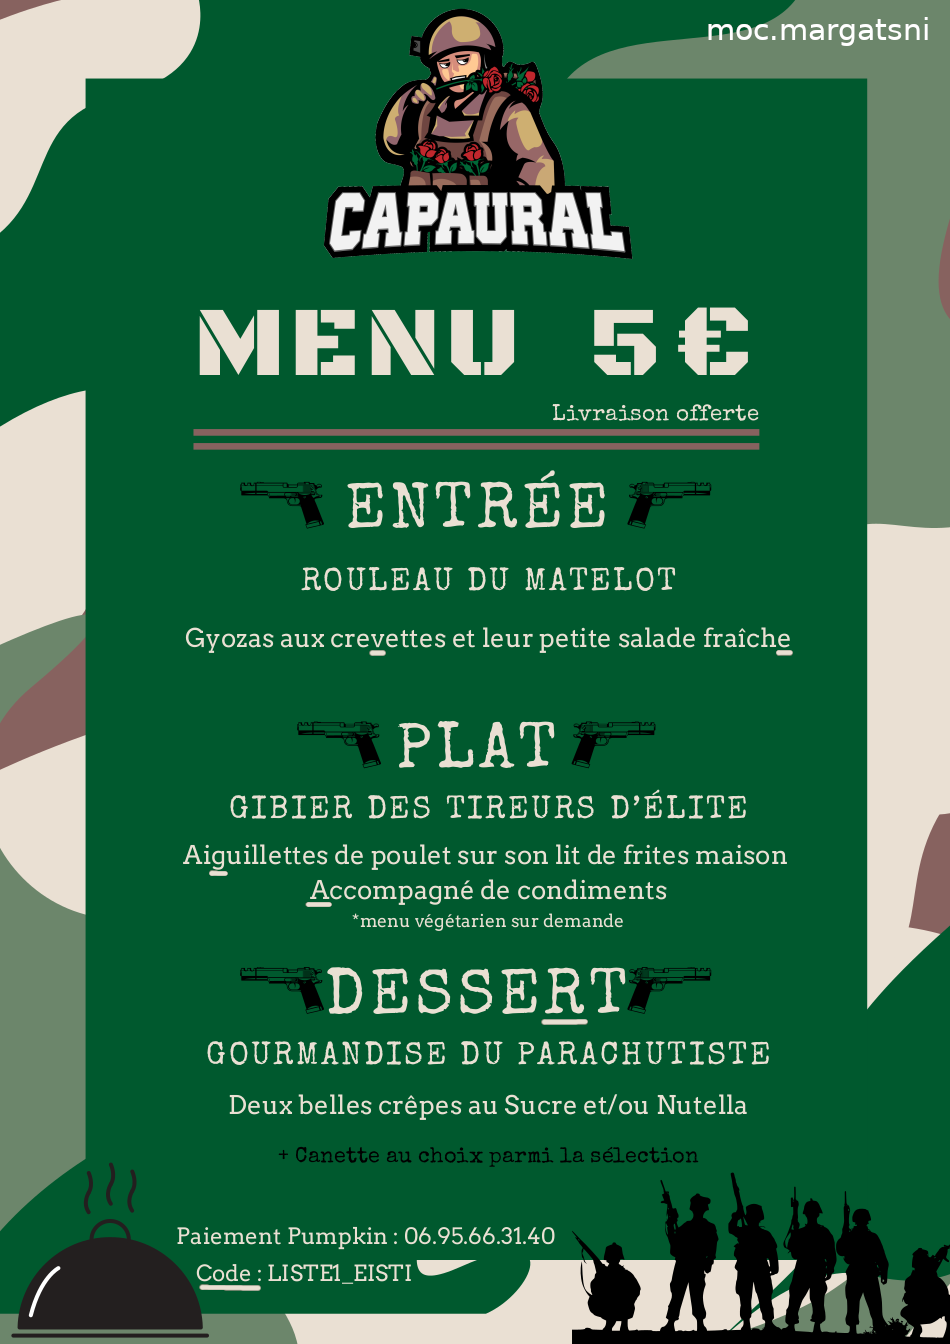 moc.margatsni
CAPAURAL
MENU 5€
Livraison offerte
ENTRÉE
ROULEAU DU MATELOT
Gyozas aux crevettes et leur petite salade fraîche
PLAT
GIBIER DES TIREURS D'ÉLITE
Aiguillettes de poulet sur son lit de frites maison
Accompagné de condiments
*menu végétarien sur demande
DESSERT
GOURMANDISE DU PARACHUTISTE
Deux belles crêpes au Sucre et/ou Nutella
+ Canette au choix parmi la sélection
Paiement Pumpkin : 06.95.66.31.40
Code : LISTE1_EISTI